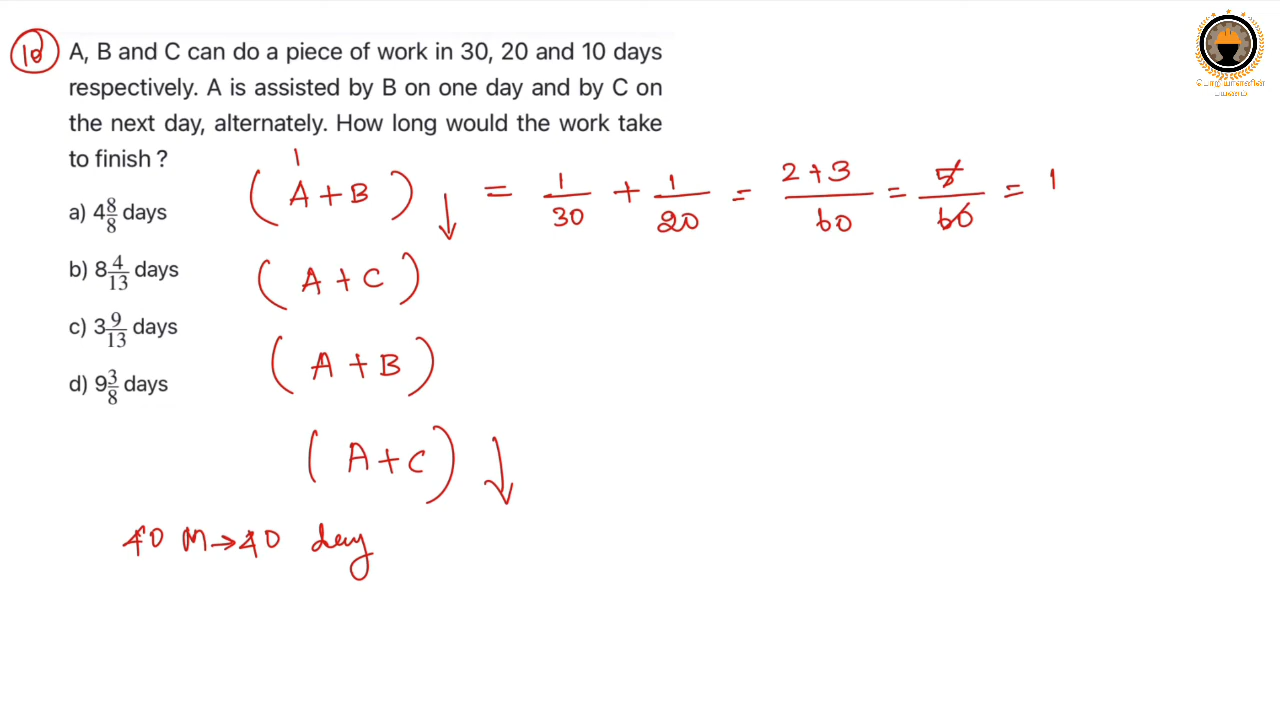 10 A, B and C can do a piece of work in 30, 20 and 10 days
respectively. A is assisted by B on one day and by C on
the next day, alternately. How long would the work take
to finish ?
a) 4 8/8 days
b) 8 4/13 days
c) 3 9/13 days
d) 9 3/8 days
1
(A + B) ↓ = 1/30 + 1/20 = 2+3/60 = 5/60 = 1
(A + C)
(A + B)
(A + C) ↓
40 M → 40 day
பொறியாளனின்
பயணம்